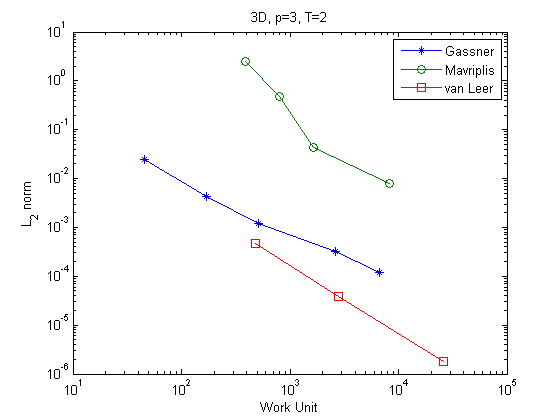 3D, p=3, T=2
Gassner
Mavriplis
van Leer
10^1
10^0
10^-1
10^-2
10^-3
10^-4
10^-5
10^-6
L_2 norm
10^1 10^2 10^3 10^4 10^5
Work Unit